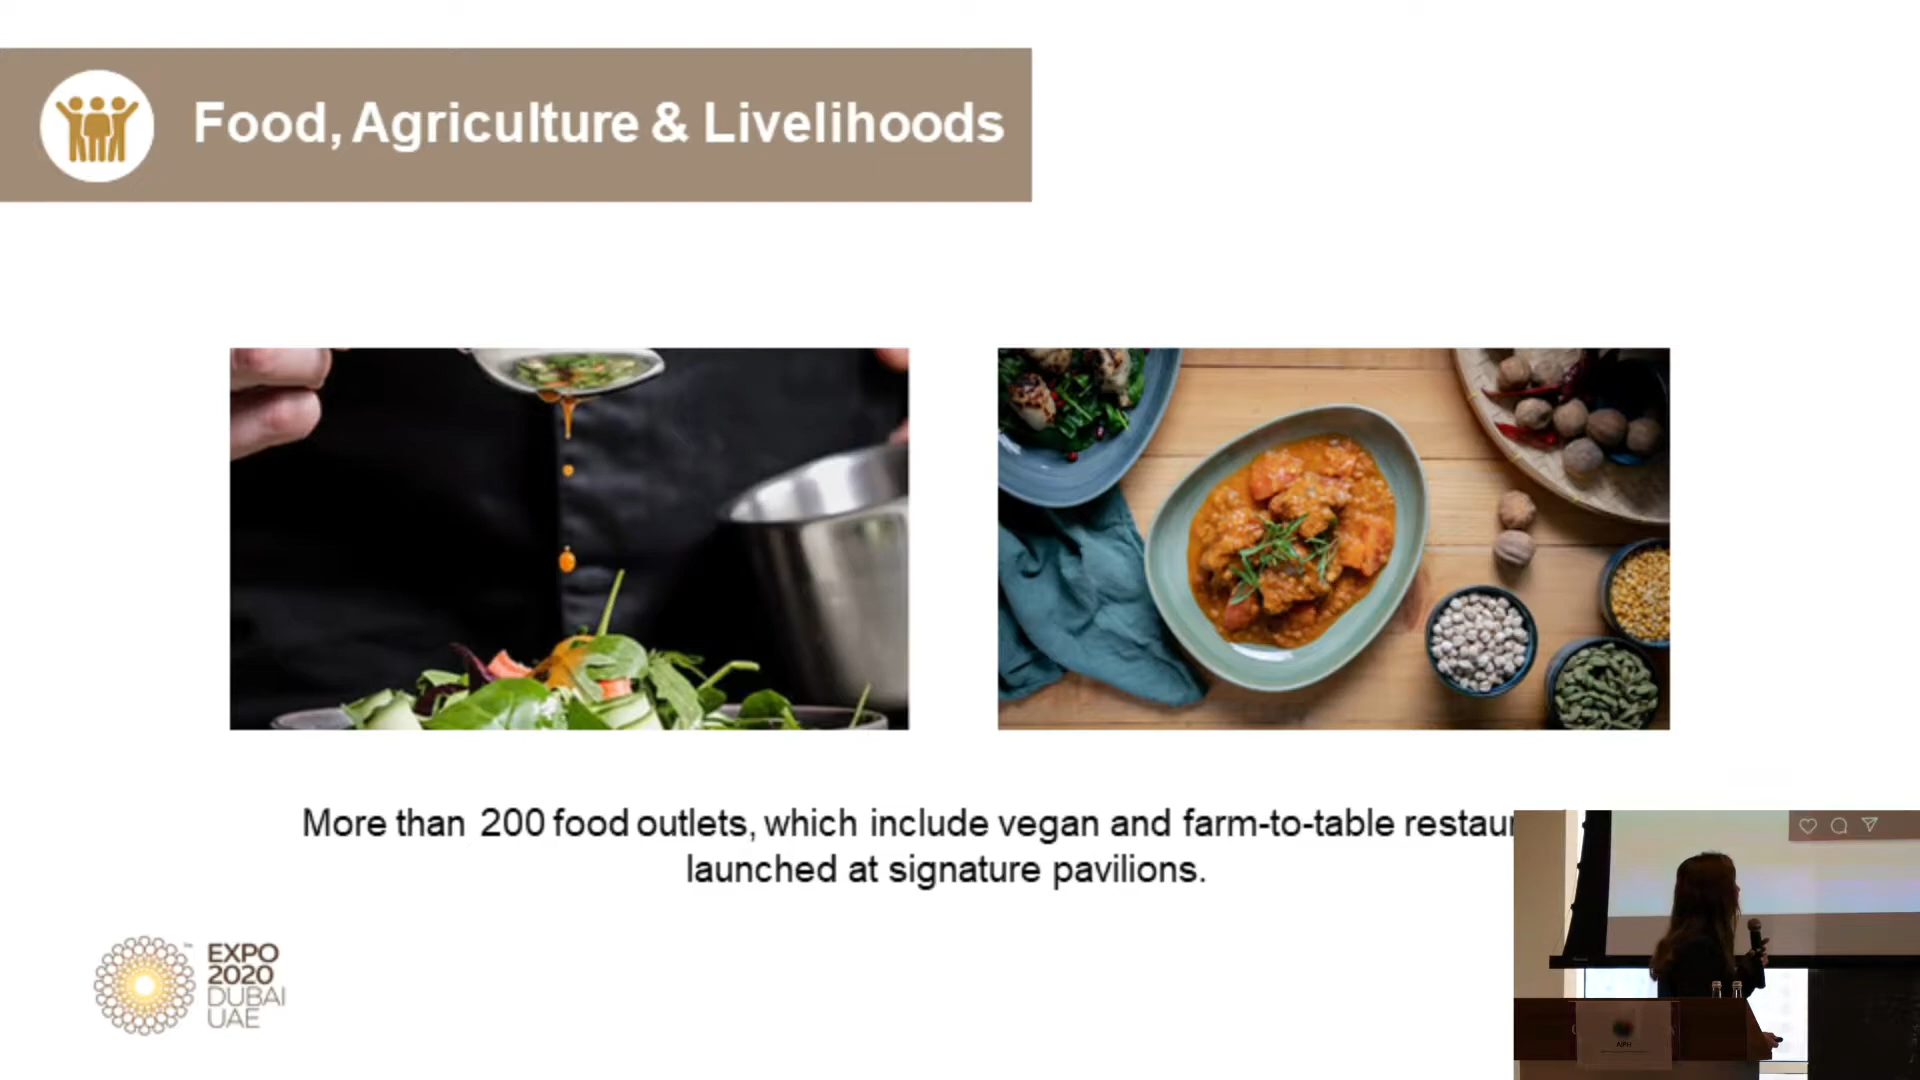 Food, Agriculture & Livelihoods
More than 200 food outlets, which include vegan and farm-to-table
launched at signature pavilions.
EXPO
2020
DUBAI
UAE
AIPH